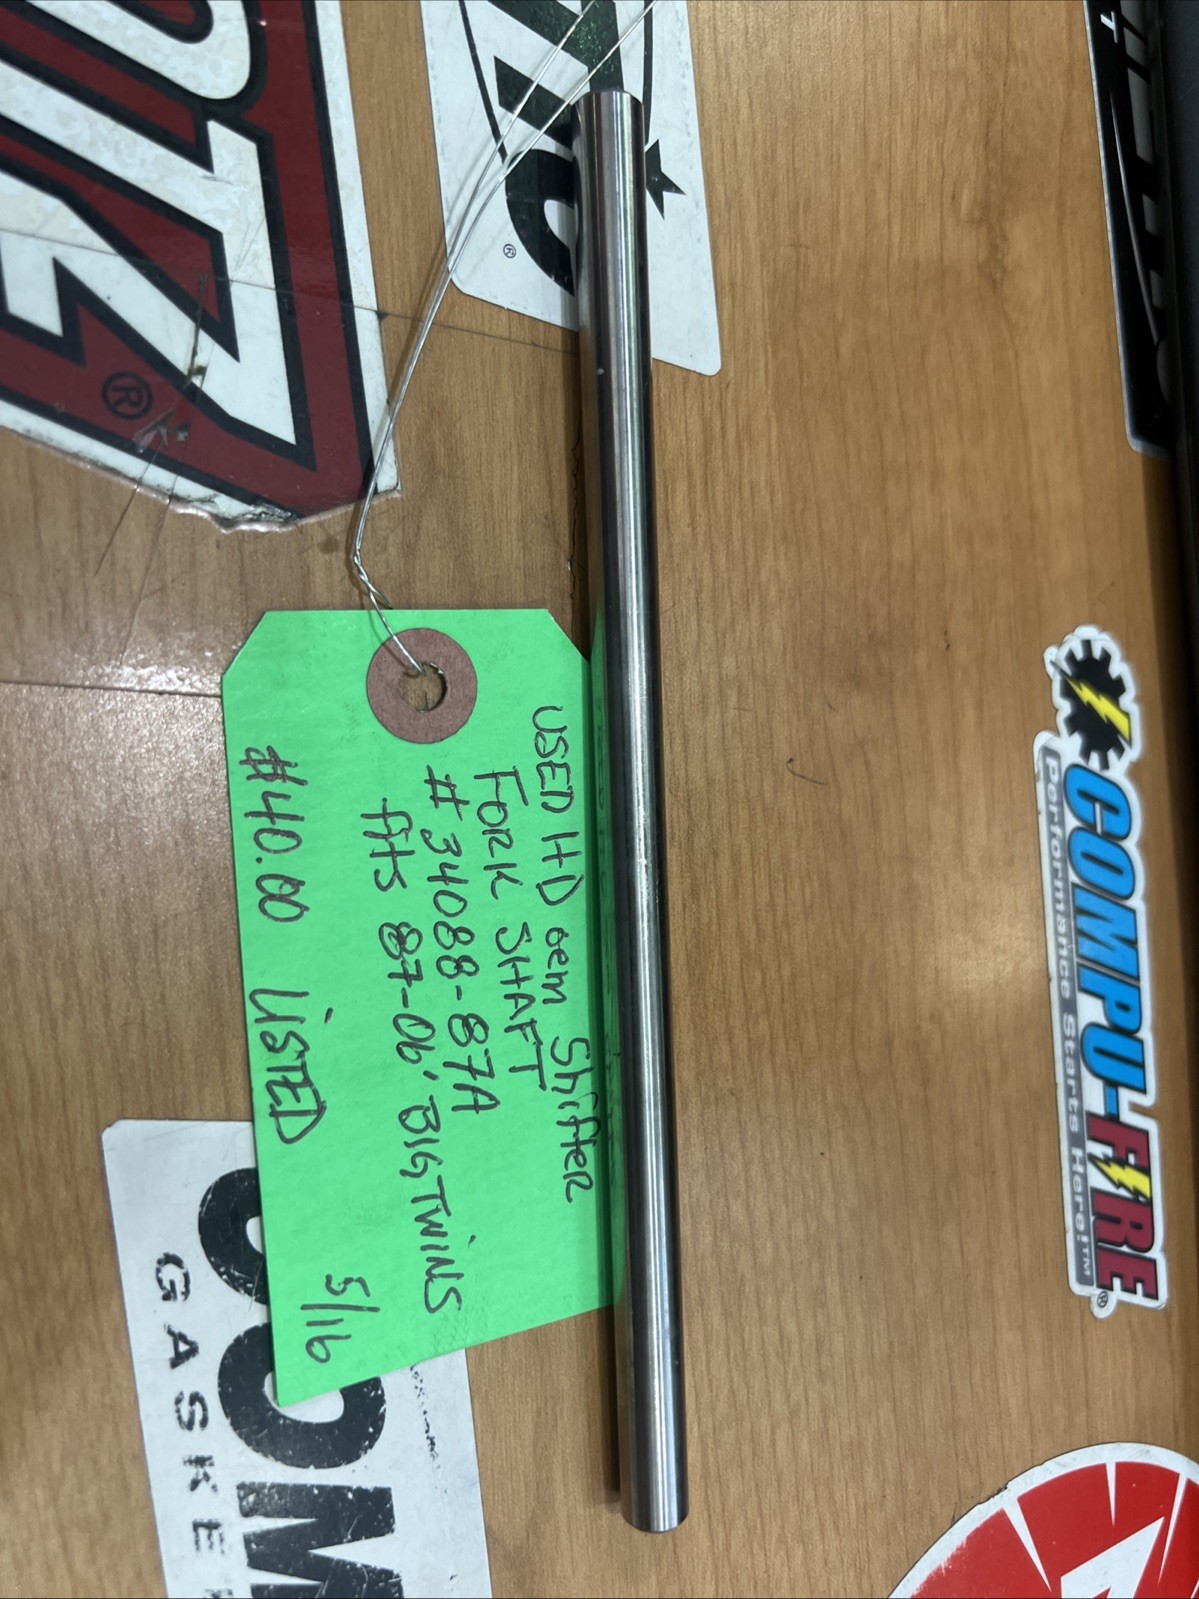 USED HD oem Shifter
FORK SHAFT
# 34088-87A
fits 87-06' BIG TWINS
#40.00 LISTED
5/16
COMPU-FIRE®
Performance Starts Here!™
GASKE
®
®